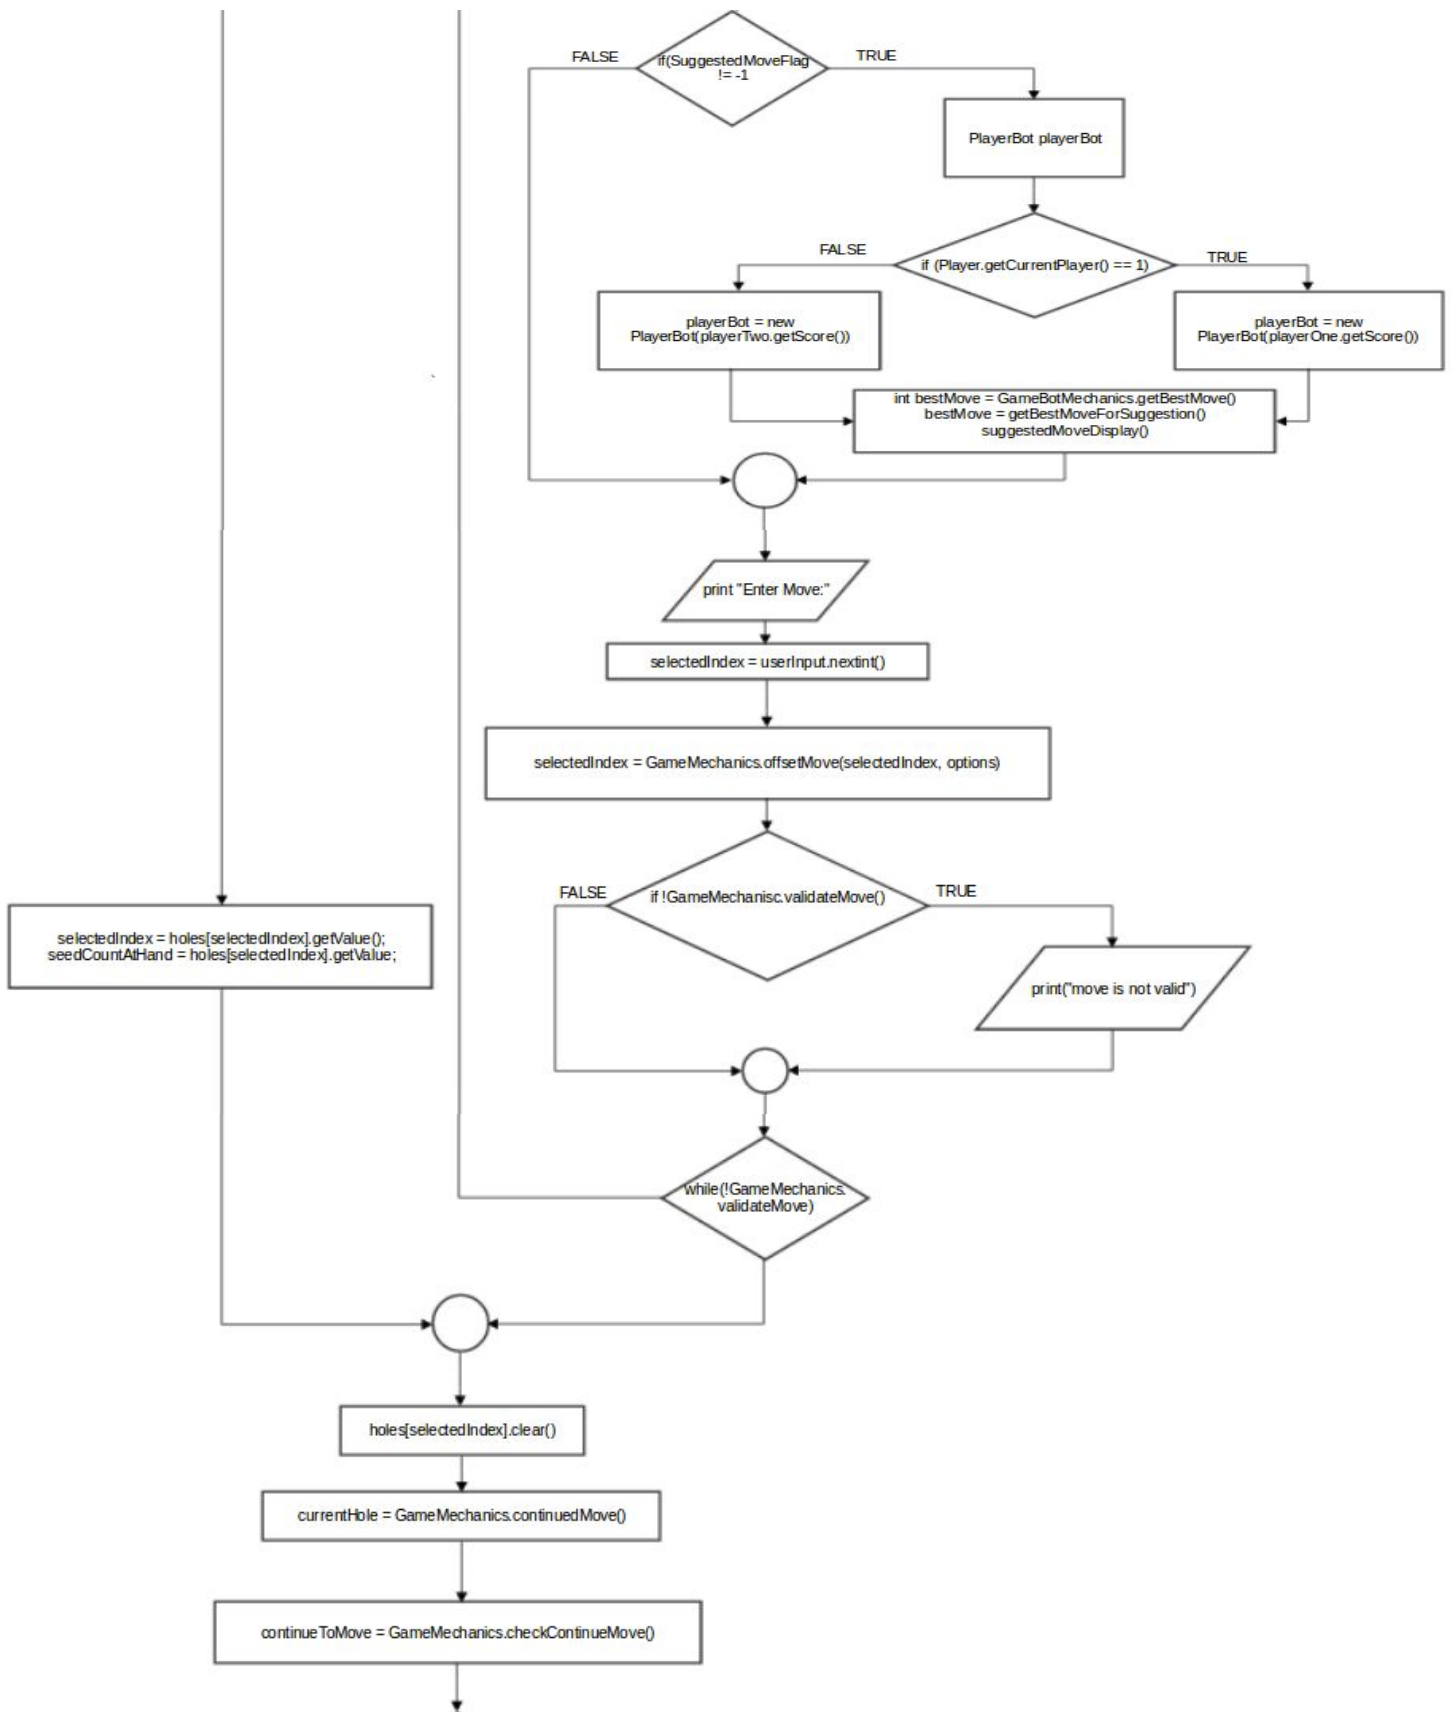 FALSE
TRUE
if(SuggestedMoveFlag
!= -1
PlayerBot playerBot
FALSE
TRUE
if (Player.getCurrentPlayer() == 1)
playerBot = new
PlayerBot(playerTwo.getScore())
playerBot = new
PlayerBot(playerOne.getScore())
int bestMove = GameBotMechanics.getBestMove()
bestMove = getBestMoveForSuggestion()
suggestedMoveDisplay()
print "Enter Move:"
selectedIndex = userInput.nextint()
selectedIndex = GameMechanics.offsetMove(selectedIndex, options)
FALSE
TRUE
if !GameMechanisc.validateMove()
selectedIndex = holes[selectedIndex].getValue();
seedCountAtHand = holes[selectedIndex].getValue;
print("move is not valid")
while(!GameMechanics.
validateMove)
holes[selectedIndex].clear()
currentHole = GameMechanics.continuedMove()
continueToMove = GameMechanics.checkContinueMove()